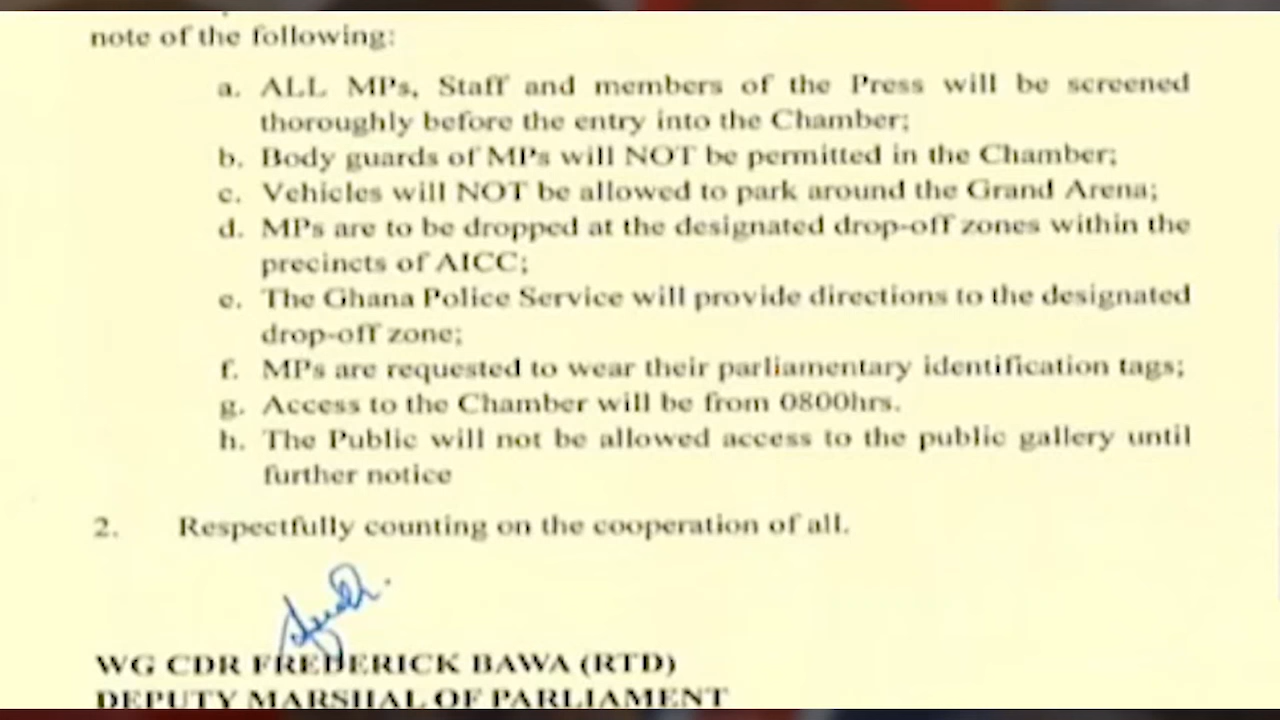 note of the following:
a. ALL MPs, Staff and members of the Press will be screened
thoroughly before the entry into the Chamber;
b. Body guards of MPs will NOT be permitted in the Chamber;
c. Vehicles will NOT be allowed to park around the Grand Arena;
d. MPs are to be dropped at the designated drop-off zones within the
precincts of AICC;
e. The Ghana Police Service will provide directions to the designated
drop-off zone;
f. MPs are requested to wear their parliamentary identification tags;
g. Access to the Chamber will be from 0800hrs.
h. The Public will not be allowed access to the public gallery until
further notice
2. Respectfully counting on the cooperation of all.
WG CDR FREDERICK BAWA (RTD)
DEPUTY MARSHAL OF PARLIAMENT